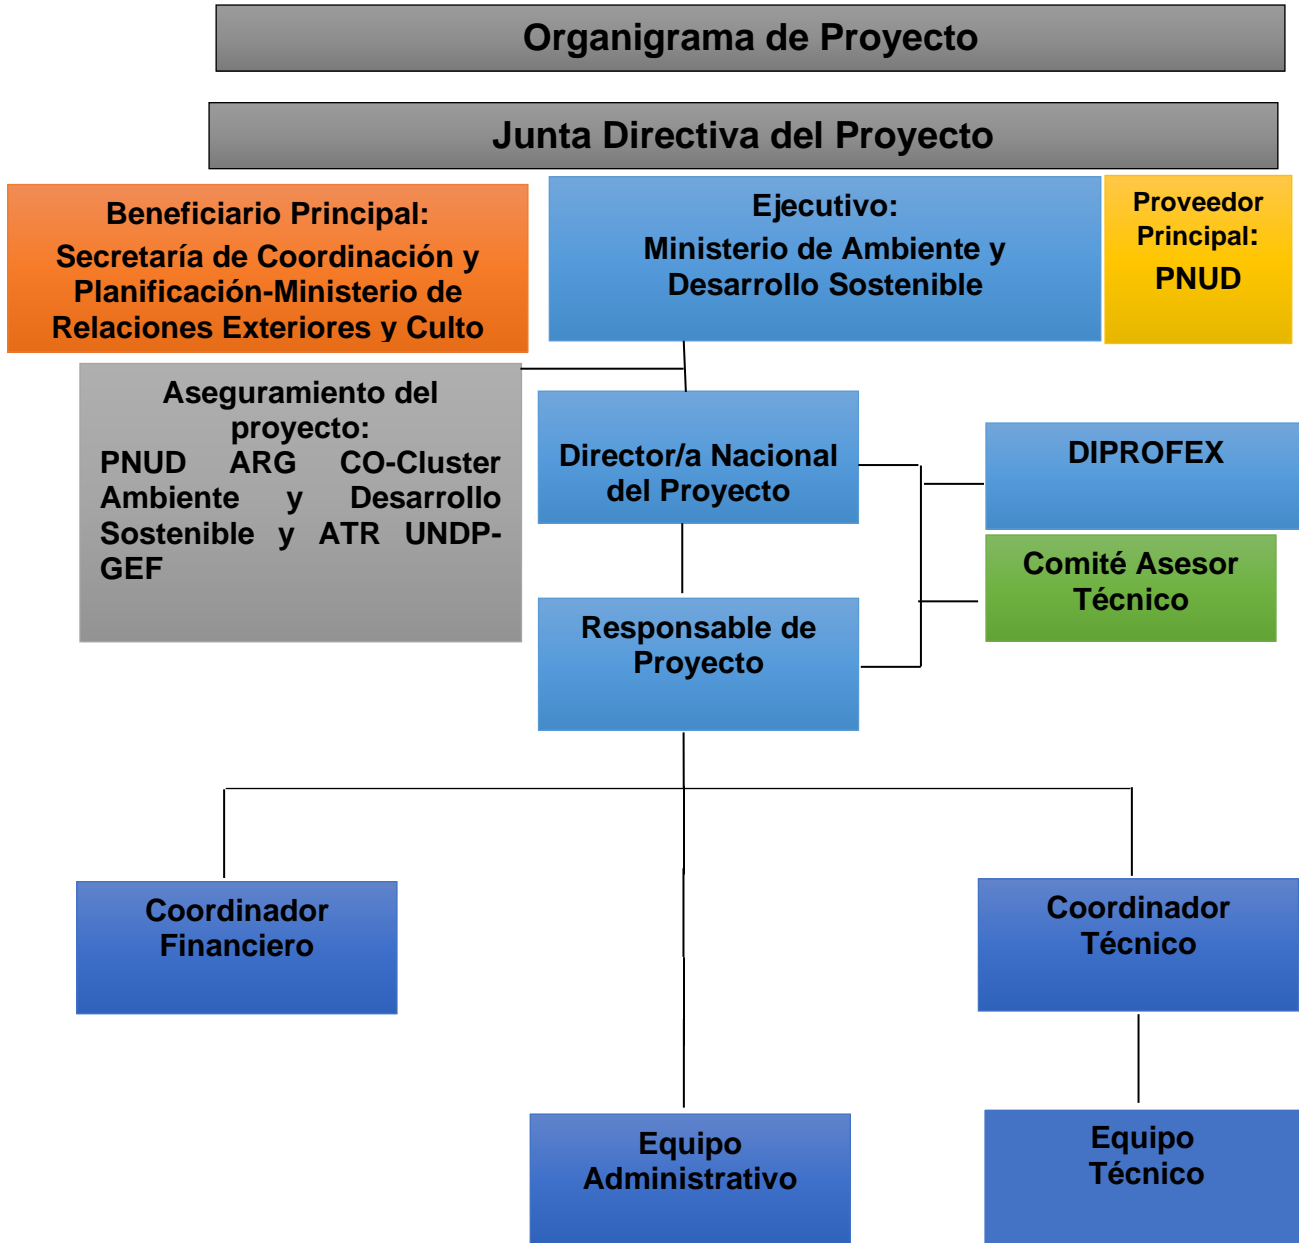 Organigrama de Proyecto
Junta Directiva del Proyecto
Beneficiario Principal:
Secretaría de Coordinación y
Planificación-Ministerio de
Relaciones Exteriores y Culto
Ejecutivo:
Ministerio de Ambiente y
Desarrollo Sostenible
Proveedor
Principal:
PNUD
Aseguramiento del
proyecto:
PNUD ARG CO-Cluster
Ambiente y Desarrollo
Sostenible y ATR UNDP-
GEF
Director/a Nacional
del Proyecto
DIPROFEX
Comité Asesor
Técnico
Responsable de
Proyecto
Coordinador
Financiero
Coordinador
Técnico
Equipo
Administrativo
Equipo
Técnico